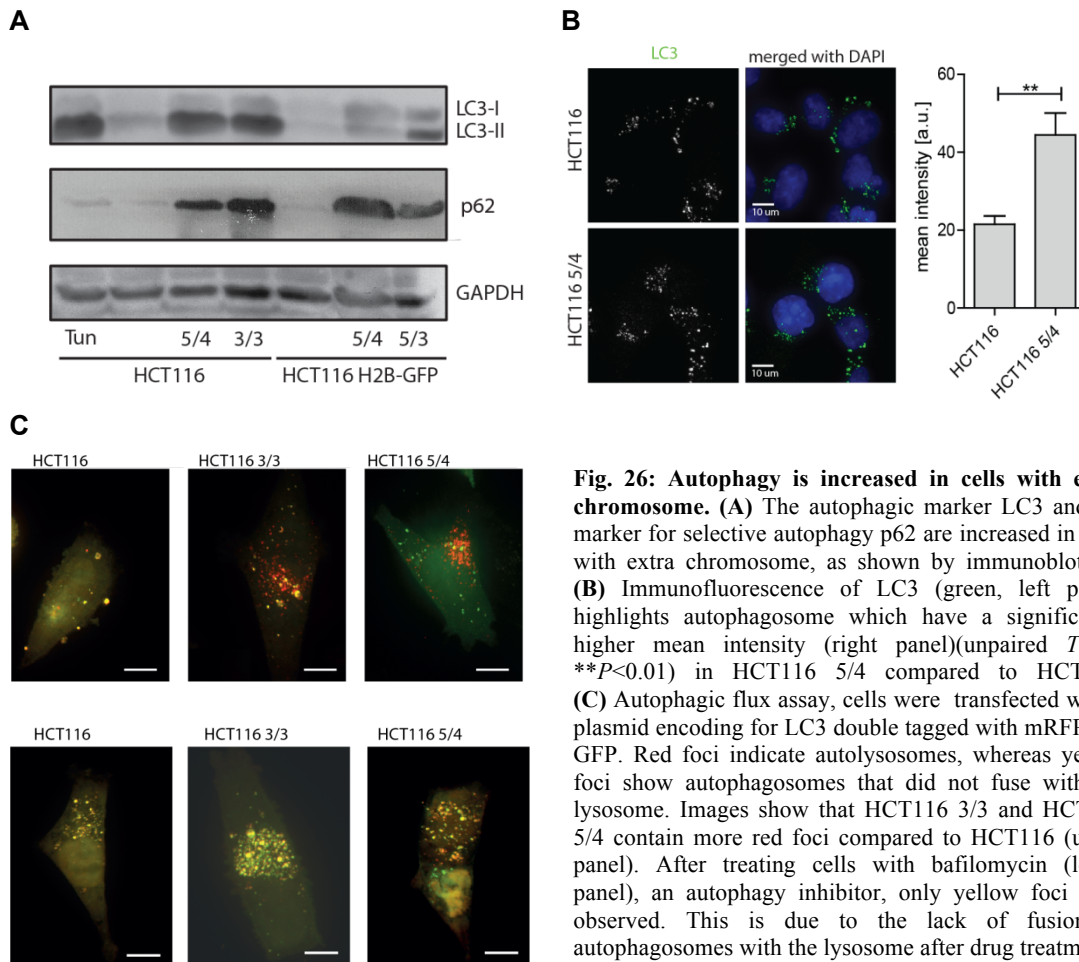 A
LC3-I
LC3-II
p62
GAPDH
Tun 5/4 3/3 5/4 5/3
HCT116 HCT116 H2B-GFP
B
LC3 merged with DAPI
HCT116
10 um
HCT116 5/4
10 um
mean intensity [a.u.]
60
40
20
0
**
HCT116
HCT116 5/4
C
HCT116 HCT116 3/3 HCT116 5/4
HCT116 HCT116 3/3 HCT116 5/4
Fig. 26: Autophagy is increased in cells with
chromosome. (A) The autophagic marker LC3 and
marker for selective autophagy p62 are increased in
with extra chromosome, as shown by
(B) Immunofluorescence of LC3 (green, left
highlights autophagosome which have a
higher mean intensity (right panel)(unpaired T
**P<0.01) in HCT116 5/4 compared to
(C) Autophagic flux assay, cells were transfected
plasmid encoding for LC3 double tagged with mRFP
GFP. Red foci indicate autolysosomes, whereas
foci show autophagosomes that did not fuse with
lysosome. Images show that HCT116 3/3 and
5/4 contain more red foci compared to HCT116
panel). After treating cells with bafilomycin
panel), an autophagy inhibitor, only yellow foci
observed. This is due to the lack of fusion
autophagosomes with the lysosome after drug